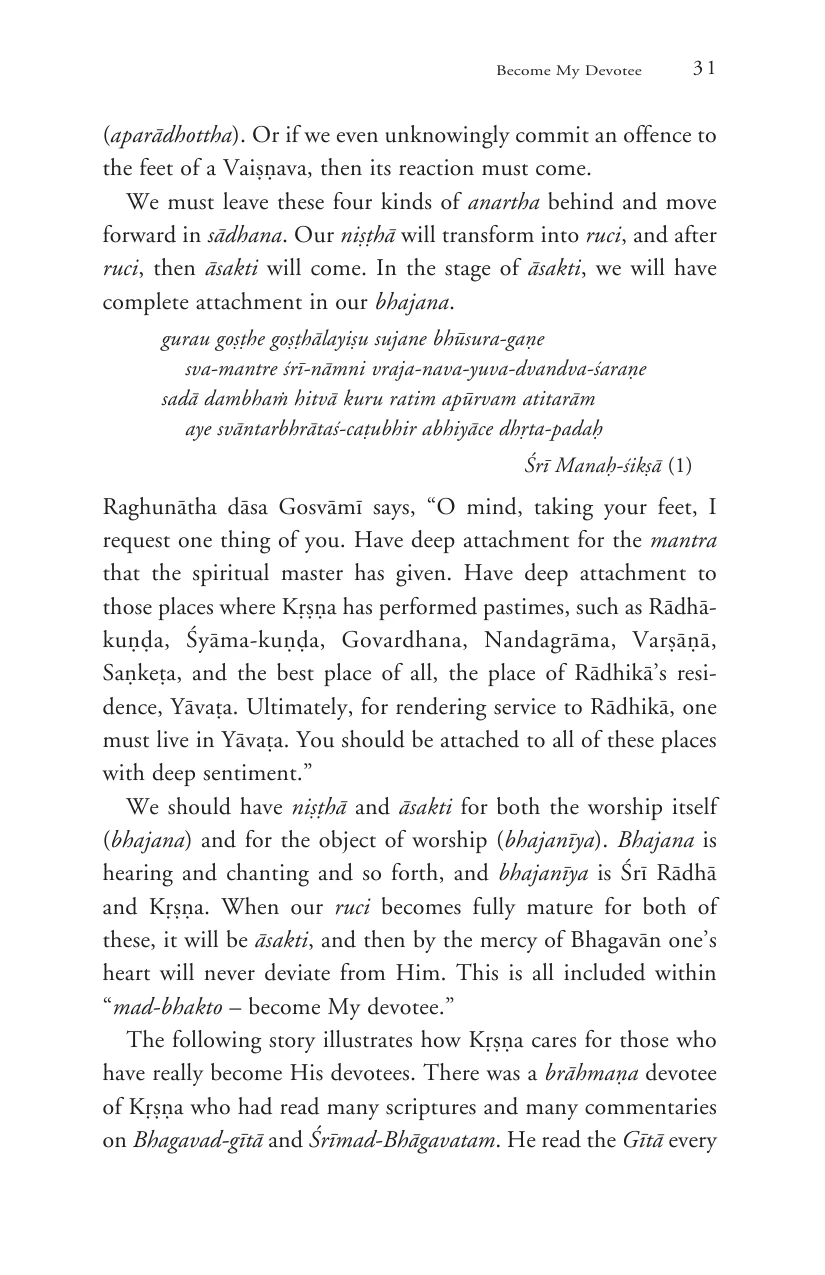 Become My Devotee 31
(aparādhottha). Or if we even unknowingly commit an offence to
the feet of a Vaiṣṇava, then its reaction must come.
We must leave these four kinds of anartha behind and move
forward in sādhana. Our niṣṭhā will transform into ruci, and after
ruci, then āsakti will come. In the stage of āsakti, we will have
complete attachment in our bhajana.
gurau goṣṭhe goṣṭhālayiṣu sujane bhūsura-gaṇe
sva-mantre śrī-nāmni vraja-nava-yuva-dvandva-śaraṇe
sadā dambhaṁ hitvā kuru ratim apūrvam atitarām
aye svāntarbhrātaś-caṭubhir abhiyāce dhṛta-padaḥ
Śrī Manaḥ-śikṣā (1)
Raghunātha dāsa Gosvāmī says, “O mind, taking your feet, I
request one thing of you. Have deep attachment for the mantra
that the spiritual master has given. Have deep attachment to
those places where Kṛṣṇa has performed pastimes, such as Rādhā-
kuṇḍa, Śyāma-kuṇḍa, Govardhana, Nandagrāma, Varṣāṇā,
Saṇkeṭa, and the best place of all, the place of Rādhikā’s resi-
dence, Yāvaṭa. Ultimately, for rendering service to Rādhikā, one
must live in Yāvaṭa. You should be attached to all of these places
with deep sentiment.”
We should have niṣṭhā and āsakti for both the worship itself
(bhajana) and for the object of worship (bhajanīya). Bhajana is
hearing and chanting and so forth, and bhajanīya is Śrī Rādhā
and Kṛṣṇa. When our ruci becomes fully mature for both of
these, it will be āsakti, and then by the mercy of Bhagavān one’s
heart will never deviate from Him. This is all included within
“mad-bhakto – become My devotee.”
The following story illustrates how Kṛṣṇa cares for those who
have really become His devotees. There was a brāhmaṇa devotee
of Kṛṣṇa who had read many scriptures and many commentaries
on Bhagavad-gītā and Śrīmad-Bhāgavatam. He read the Gītā every